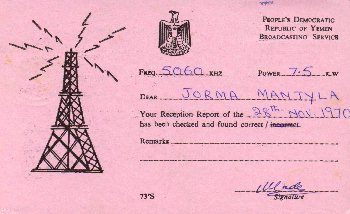 PEOPLE'S DEMOCRATIC
REPUBLIC OF YEMEN
BROADCASTING SERVICE
FREQ. 5060 KHZ POWER 7.5 K.W
DEAR JORMA MANTYLA
Your Reception Report of the 28th NOV 1970
has been checked and found correct / incorrect.
Remarks
73'S
Signature